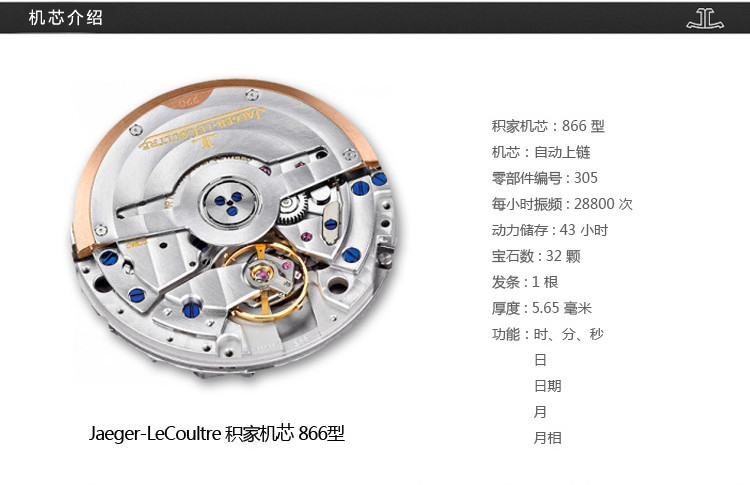 机芯介绍
22C
JAEGER-LECOULTRE
积家机芯：866 型
机芯：自动上链
零部件编号：305
每小时振频：28800 次
动力储存：43 小时
宝石数：32 颗
发条：1 根
厚度：5.65 毫米
功能：时、分、秒
日
日期
月
月相
Jaeger-LeCoultre 积家机芯 866型